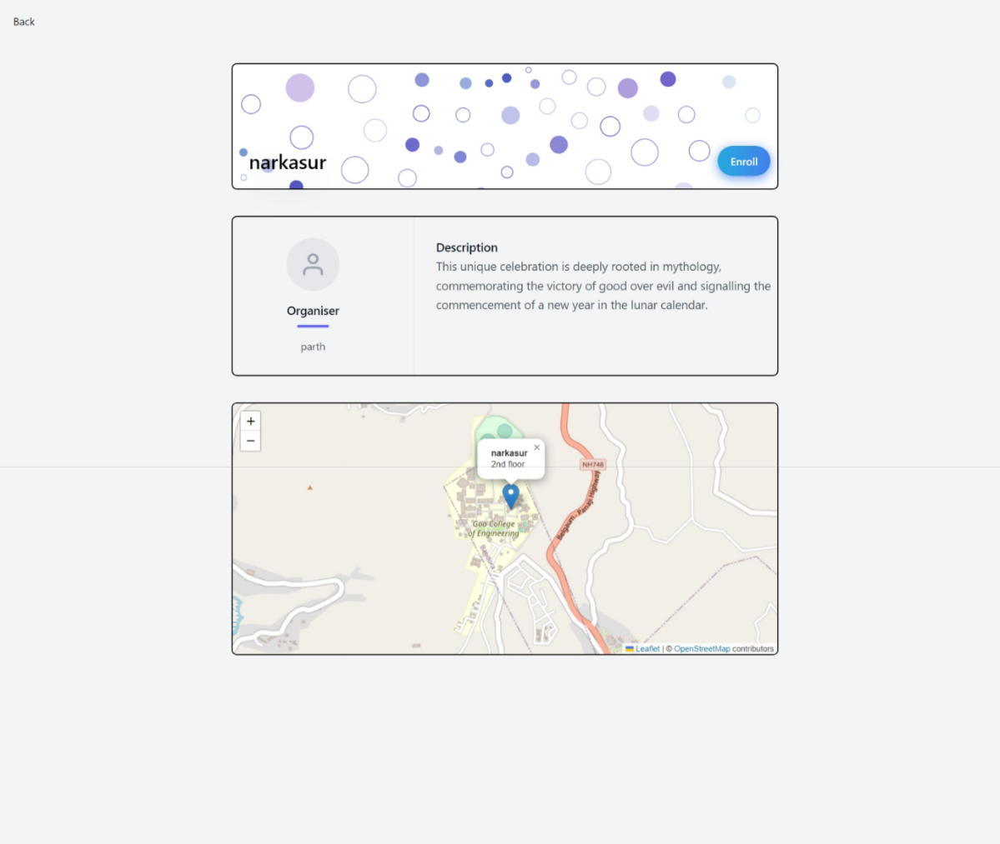 Back
narkasur
Enroll
Organiser
parth
Description
This unique celebration is deeply rooted in mythology,
commemorating the victory of good over evil and signalling the
commencement of a new year in the lunar calendar.
+
−
narkasur
×
2nd floor
NH748
Belgaum - Panaji Highway
Goa College
of Engineering
Bandora
Leaflet | © OpenStreetMap contributors